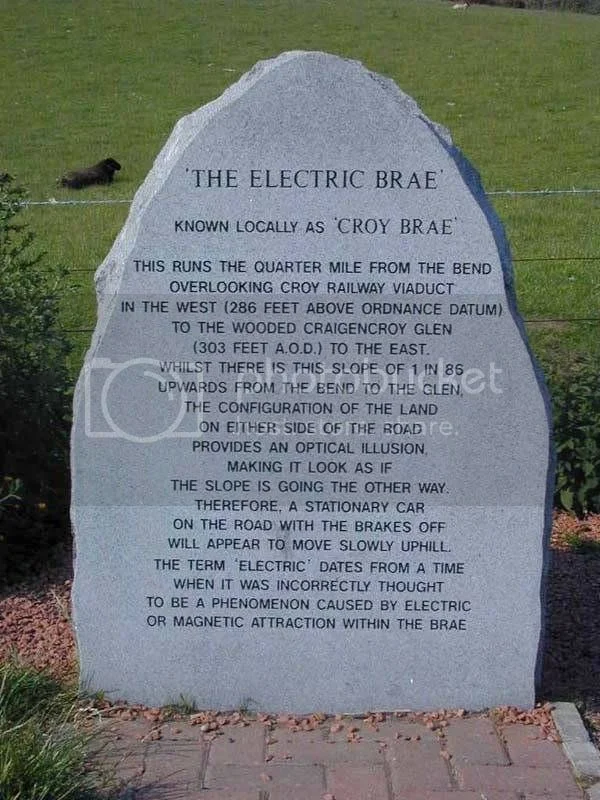 'THE ELECTRIC BRAE'
KNOWN LOCALLY AS 'CROY BRAE'
THIS RUNS THE QUARTER MILE FROM THE BEND
OVERLOOKING CROY RAILWAY VIADUCT
IN THE WEST (286 FEET ABOVE ORDNANCE DATUM)
TO THE WOODED CRAIGENCROY GLEN
(303 FEET A.O.D.) TO THE EAST.
WHILST THERE IS THIS SLOPE OF 1 IN 86
UPWARDS FROM THE BEND TO THE GLEN,
THE CONFIGURATION OF THE LAND
ON EITHER SIDE OF THE ROAD
PROVIDES AN OPTICAL ILLUSION,
MAKING IT LOOK AS IF
THE SLOPE IS GOING THE OTHER WAY.
THEREFORE, A STATIONARY CAR
ON THE ROAD WITH THE BRAKES OFF
WILL APPEAR TO MOVE SLOWLY UPHILL.
THE TERM 'ELECTRIC' DATES FROM A TIME
WHEN IT WAS INCORRECTLY THOUGHT
TO BE A PHENOMENON CAUSED BY ELECTRIC
OR MAGNETIC ATTRACTION WITHIN THE BRAE
photobucket